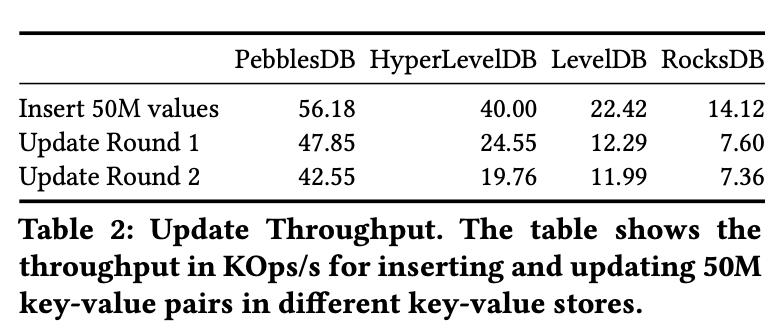 PebblesDB HyperLevelDB LevelDB RocksDB
Insert 50M values 56.18 40.00 22.42 14.12
Update Round 1 47.85 24.55 12.29 7.60
Update Round 2 42.55 19.76 11.99 7.36
Table 2: Update Throughput. The table shows the
throughput in KOps/s for inserting and updating 50M
key-value pairs in different key-value stores.